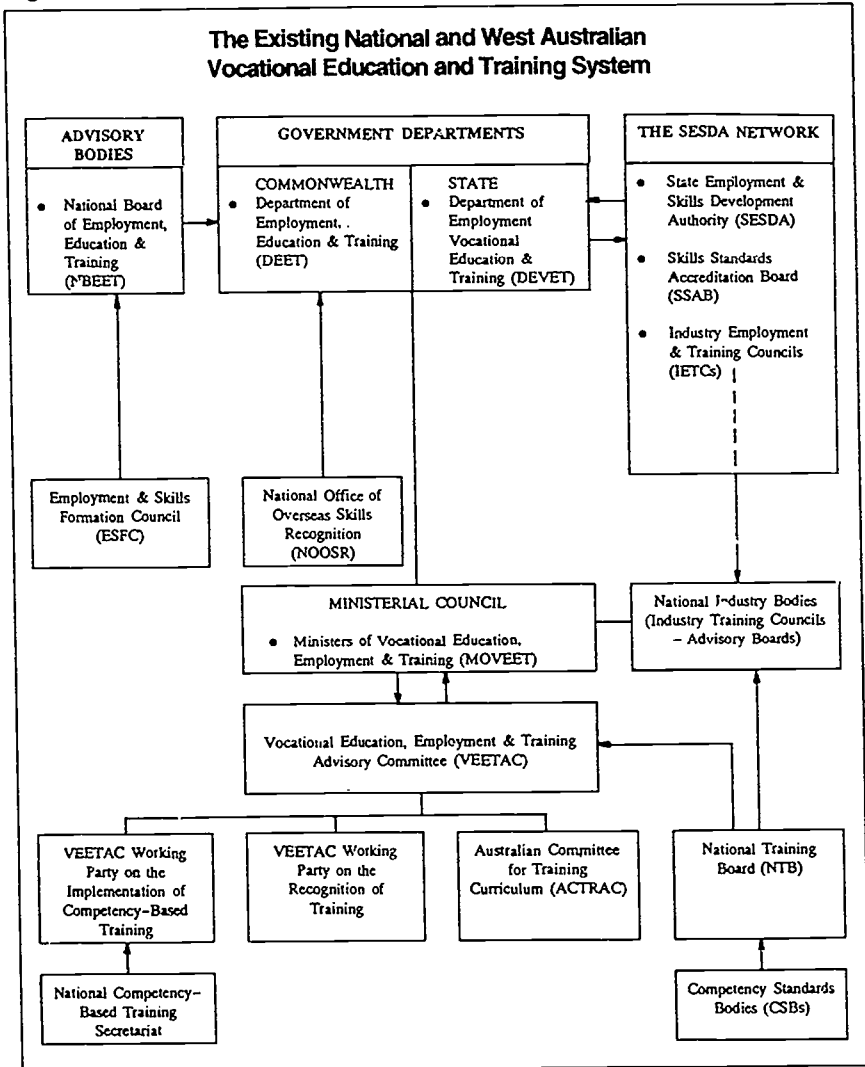 The Existing National and West Australian
Vocational Education and Training System
ADVISORY
BODIES
• National Board
of Employment,
Education &
Training
(NBEET)
GOVERNMENT DEPARTMENTS
COMMONWEALTH
• Department of
Employment, .
Education & Training
(DEET)
STATE
• Department of
Employment
Vocational
Education &
Training (DEVET)
THE SESDA NETWORK
• State Employment &
Skills Development
Authority (SESDA)
• Skills Standards
Accreditation Board
(SSAB)
• Industry Employment
& Training Councils
(IETCs)
Employment & Skills
Formation Council
(ESFC)
National Office of
Overseas Skills
Recognition
(NOOSR)
MINISTERIAL COUNCIL
• Ministers of Vocational Education,
Employment & Training (MOVEET)
National Industry Bodies
(Industry Training Councils
– Advisory Boards)
Vocational Education, Employment & Training
Advisory Committee (VEETAC)
VEETAC Working
Party on the
Implementation of
Competency-Based
Training
VEETAC Working
Party on the
Recognition of
Training
Australian Committee
for Training
Curriculum (ACTRAC)
National Training
Board (NTB)
National Competency-
Based Training
Secretariat
Competency Standards
Bodies (CSBs)